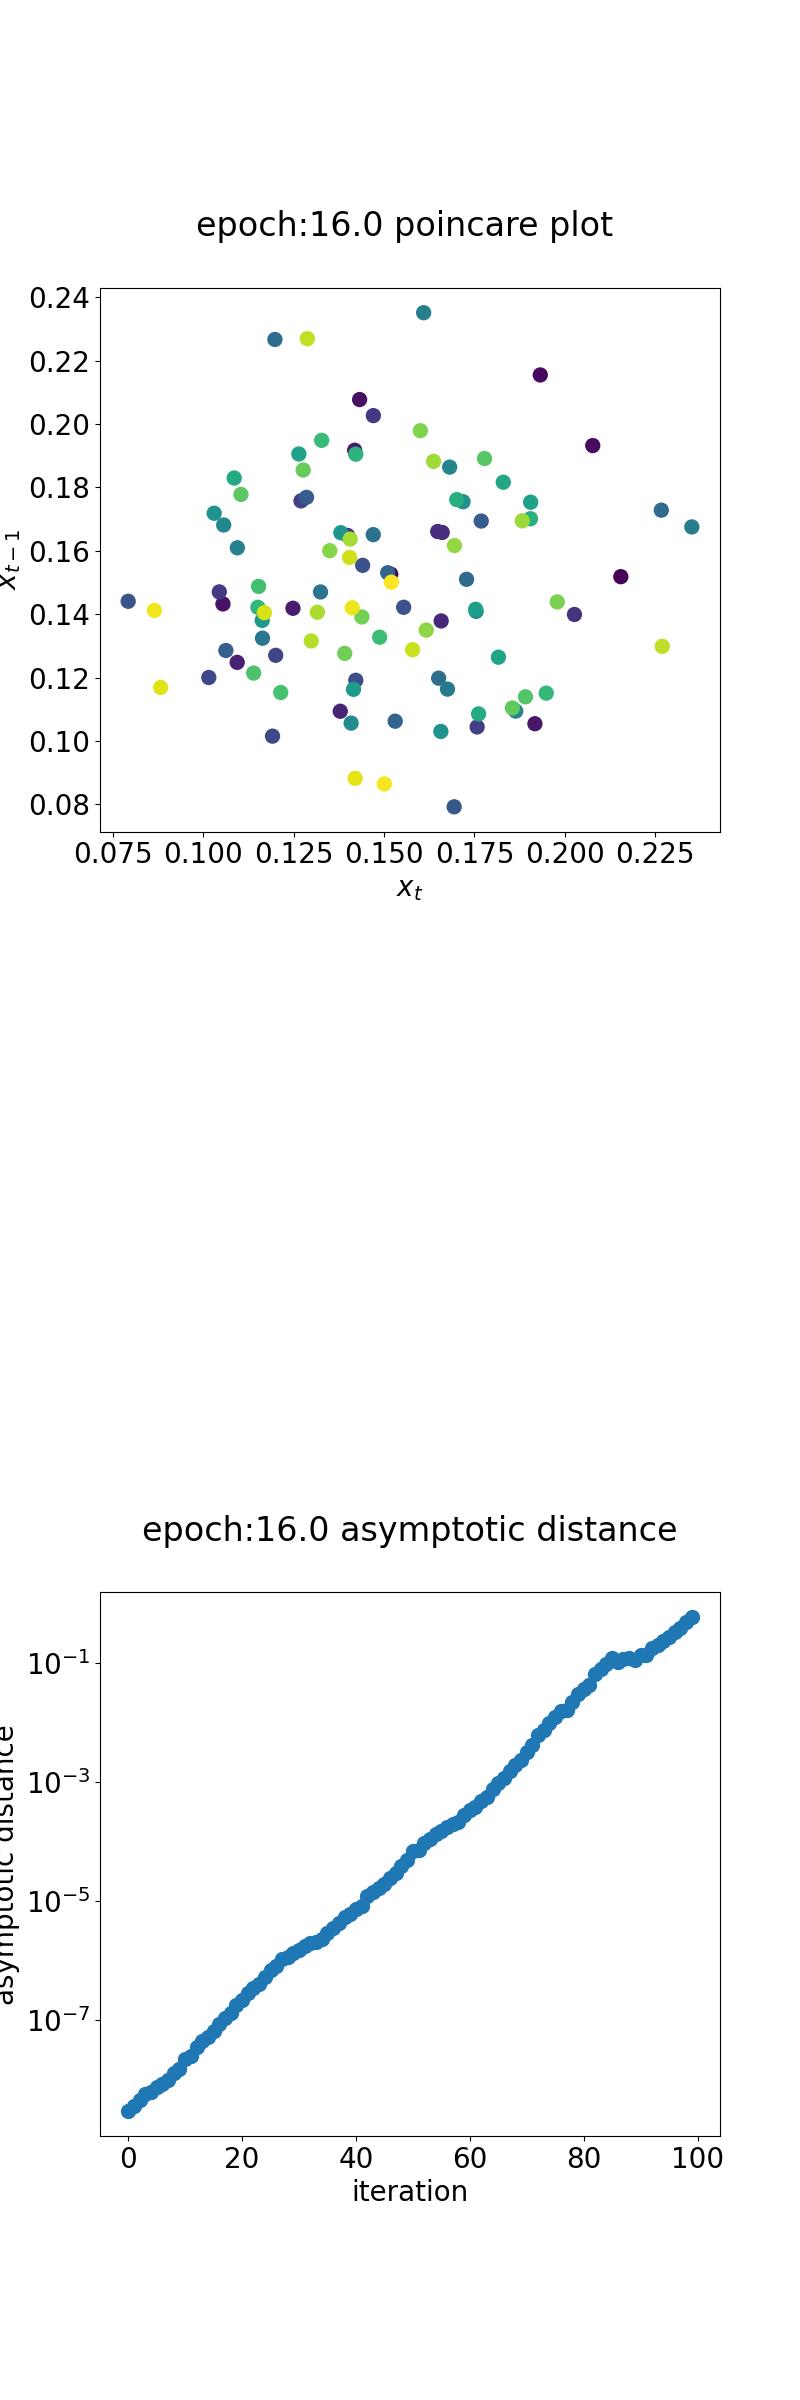 epoch:16.0 poincare plot
0.24
0.22
0.20
0.18
0.16
0.14
0.12
0.10
0.08
x_{t-1}
0.075 0.100 0.125 0.150 0.175 0.200 0.225
x_t
epoch:16.0 asymptotic distance
10^{-1}
10^{-3}
10^{-5}
10^{-7}
asymptotic distance
0 20 40 60 80 100
iteration